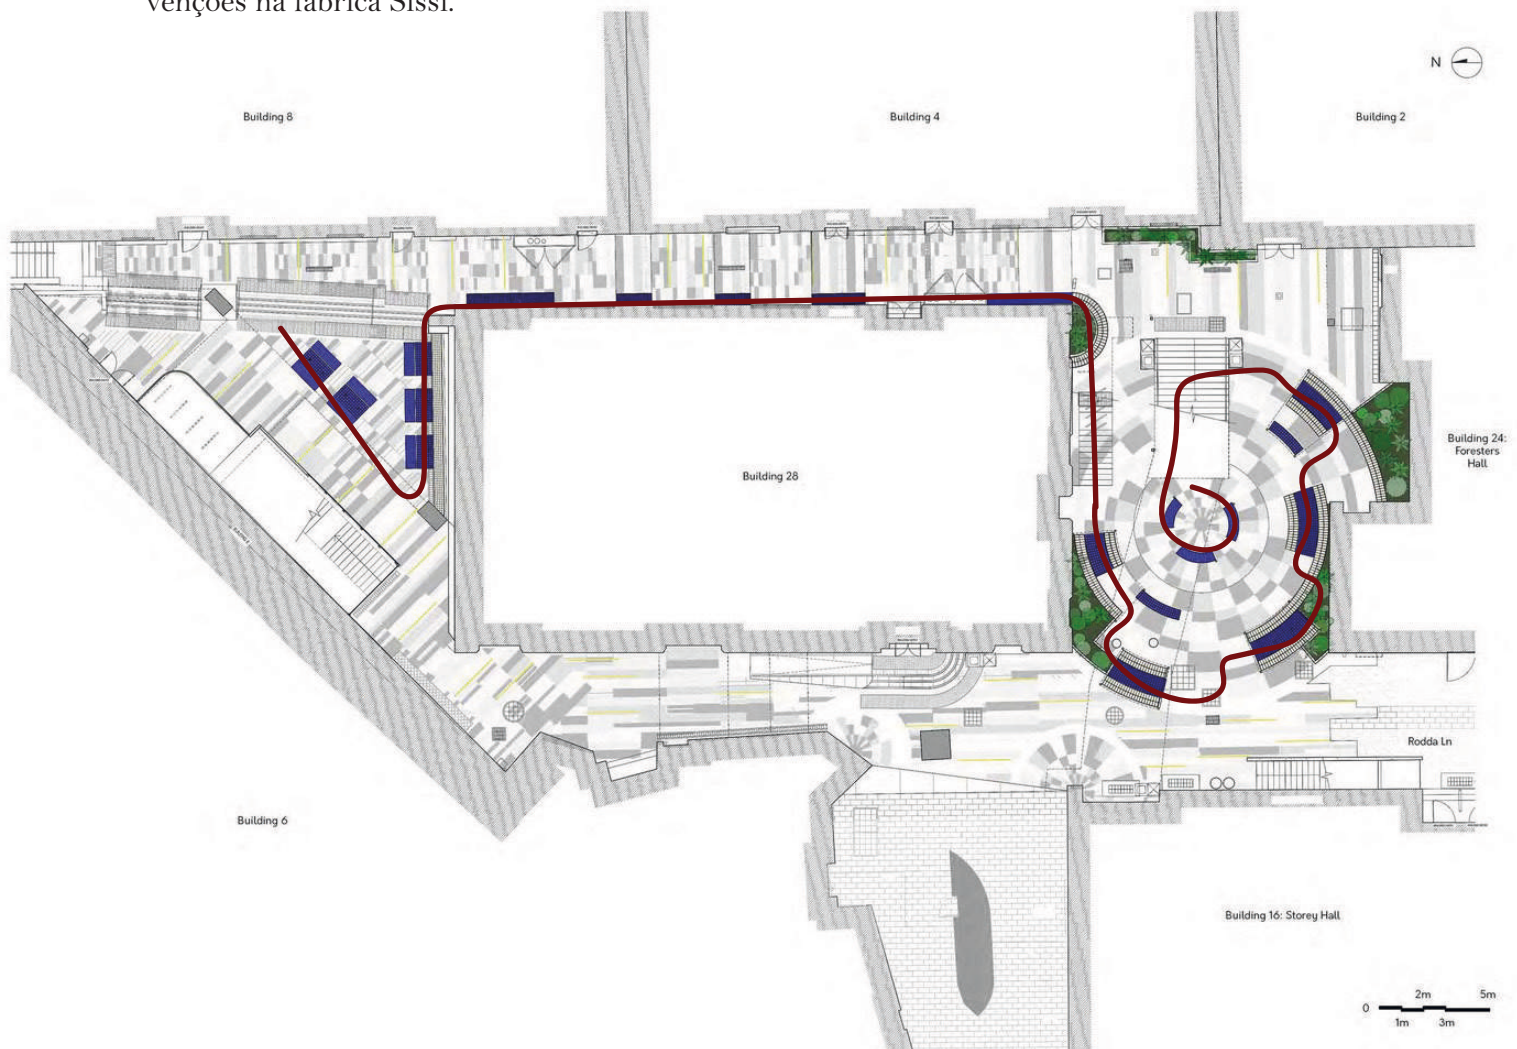 venções na fábrica Sissi.
N
Building 8
Building 4
Building 2
Building 24:
Foresters
Hall
Building 28
Rodda Ln
Building 6
Building 16: Storey Hall
2m
5m
0
1m
3m